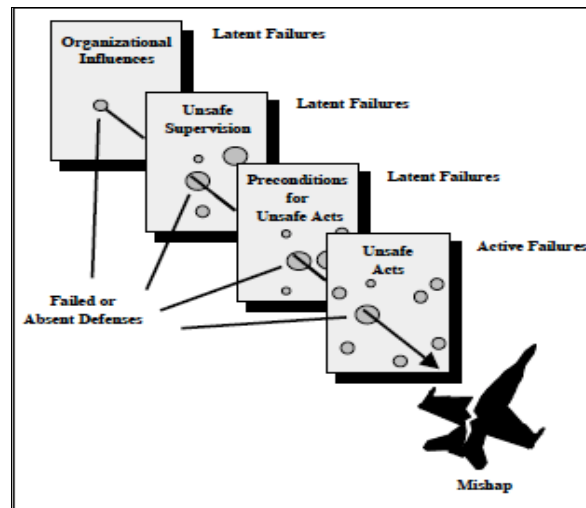 Organizational
Influences
Latent Failures
Unsafe
Supervision
Latent Failures
Preconditions
for
Unsafe Acts
Latent Failures
Unsafe
Acts
Active Failures
Failed or
Absent Defenses
Mishap